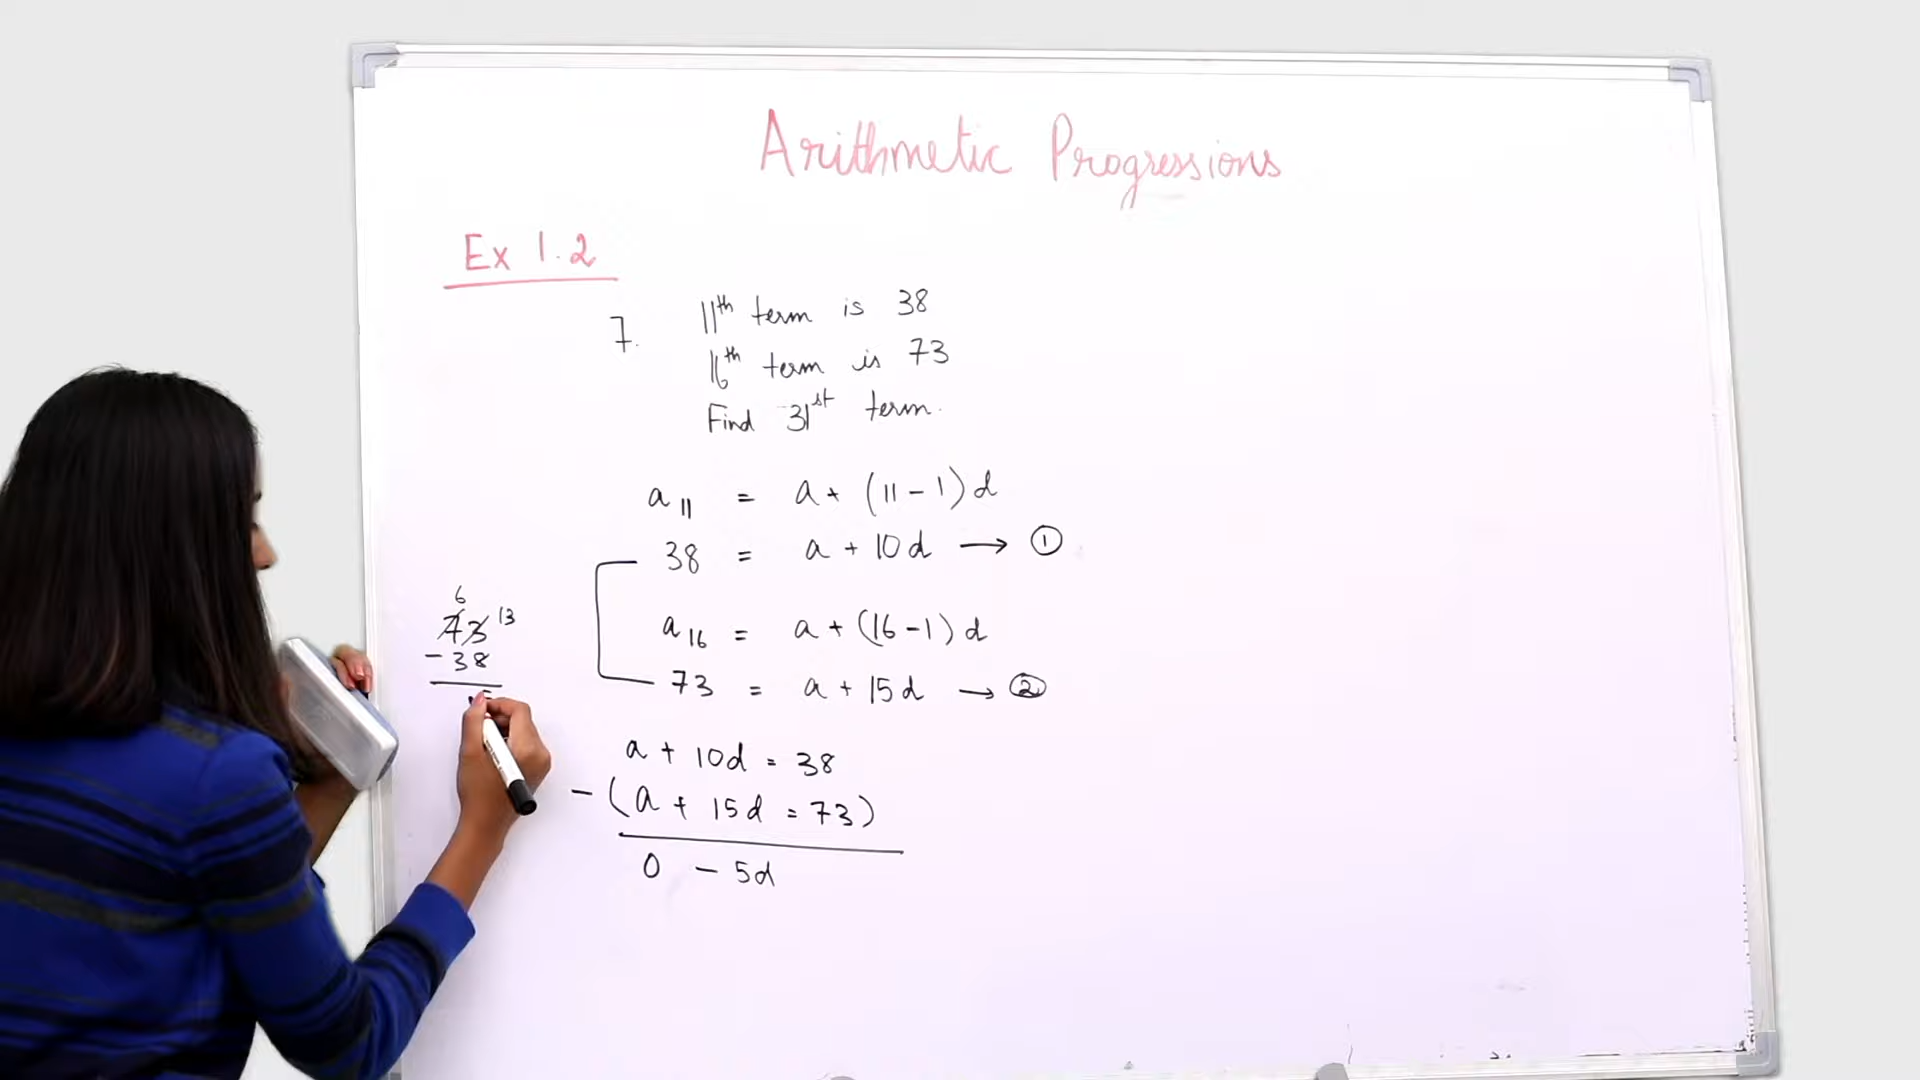 Arithmetic Progressions
Ex 1.2
7. 11th term is 38
16th term is 73
Find 31st term.
a11 = a + (11 - 1) d
38 = a + 10d → ①
a16 = a + (16 - 1) d
73 = a + 15d → ②
6
73 13
- 38
a + 10d = 38
- (a + 15d = 73)
0 - 5d